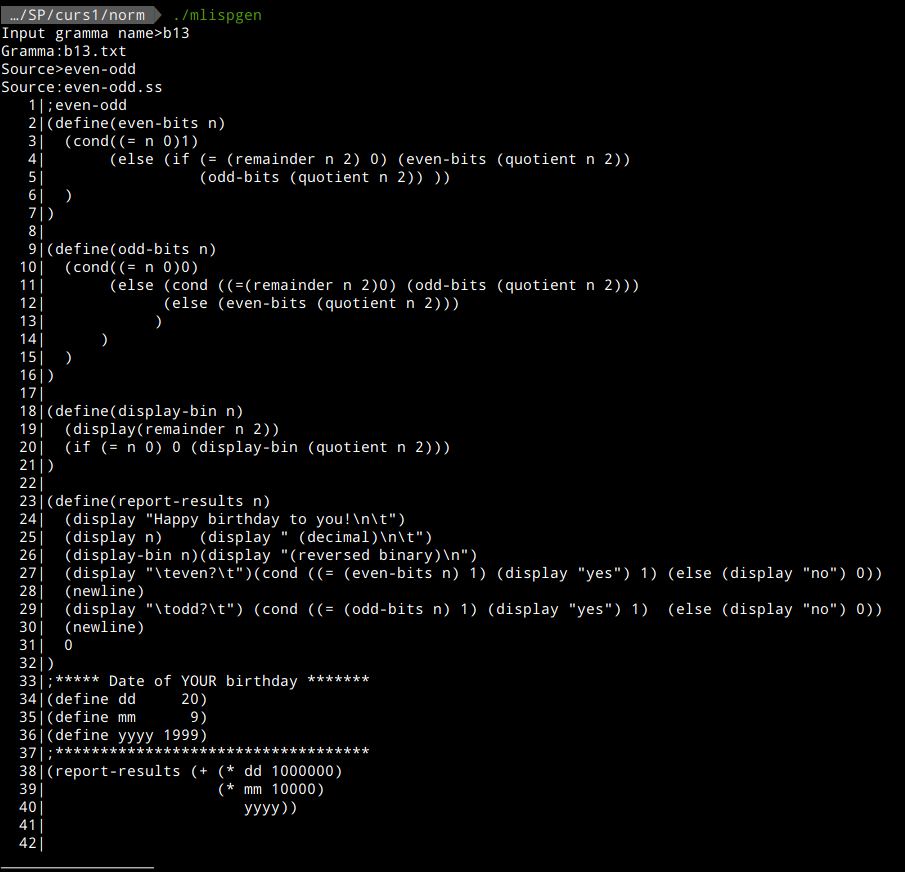 …/SP/curs1/norm  ./mlispgen
Input gramma name>b13
Gramma:b13.txt
Source>even-odd
Source:even-odd.ss
   1|;even-odd
   2|(define(even-bits n)
   3|  (cond((= n 0)1)
   4|       (else (if (= (remainder n 2) 0) (even-bits (quotient n 2))
   5|                 (odd-bits (quotient n 2)) ))
   6|  )
   7|)
   8|
   9|(define(odd-bits n)
  10|  (cond((= n 0)0)
  11|       (else (cond ((=(remainder n 2)0) (odd-bits (quotient n 2)))
  12|             (else (even-bits (quotient n 2)))
  13|            )
  14|      )
  15|  )
  16|)
  17|
  18|(define(display-bin n)
  19|  (display(remainder n 2))
  20|  (if (= n 0) 0 (display-bin (quotient n 2)))
  21|)
  22|
  23|(define(report-results n)
  24|  (display "Happy birthday to you!\n\t")
  25|  (display n)    (display " (decimal)\n\t")
  26|  (display-bin n)(display "(reversed binary)\n")
  27|  (display "\teven?\t")(cond ((= (even-bits n) 1) (display "yes") 1) (else (display "no") 0))
  28|  (newline)
  29|  (display "\todd?\t") (cond ((= (odd-bits n) 1) (display "yes") 1)  (else (display "no") 0))
  30|  (newline)
  31|  0
  32|)
  33|;***** Date of YOUR birthday *******
  34|(define dd     20)
  35|(define mm      9)
  36|(define yyyy 1999)
  37|;***********************************
  38|(report-results (+ (* dd 1000000)
  39|                   (* mm 10000)
  40|                      yyyy))
  41|
  42|